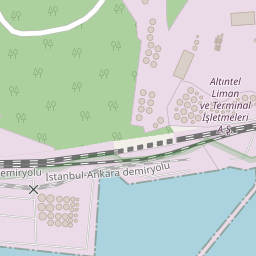 Altıntel
Liman
ve Terminal
İşletmeleri
A.Ş.
demiryolu
İstanbul-Ankara demiryolu